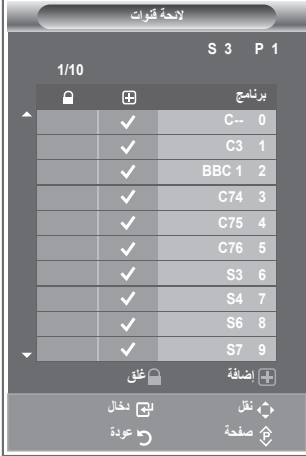 لائحة قنوات
S 3 P 1
1/10
برنامج
C-- 0
C3 1
BBC 1 2
C74 3
C75 4
C76 5
S3 6
S4 7
S6 8
S7 9
إضافة غلق
نقل دخال
صفحة عودة